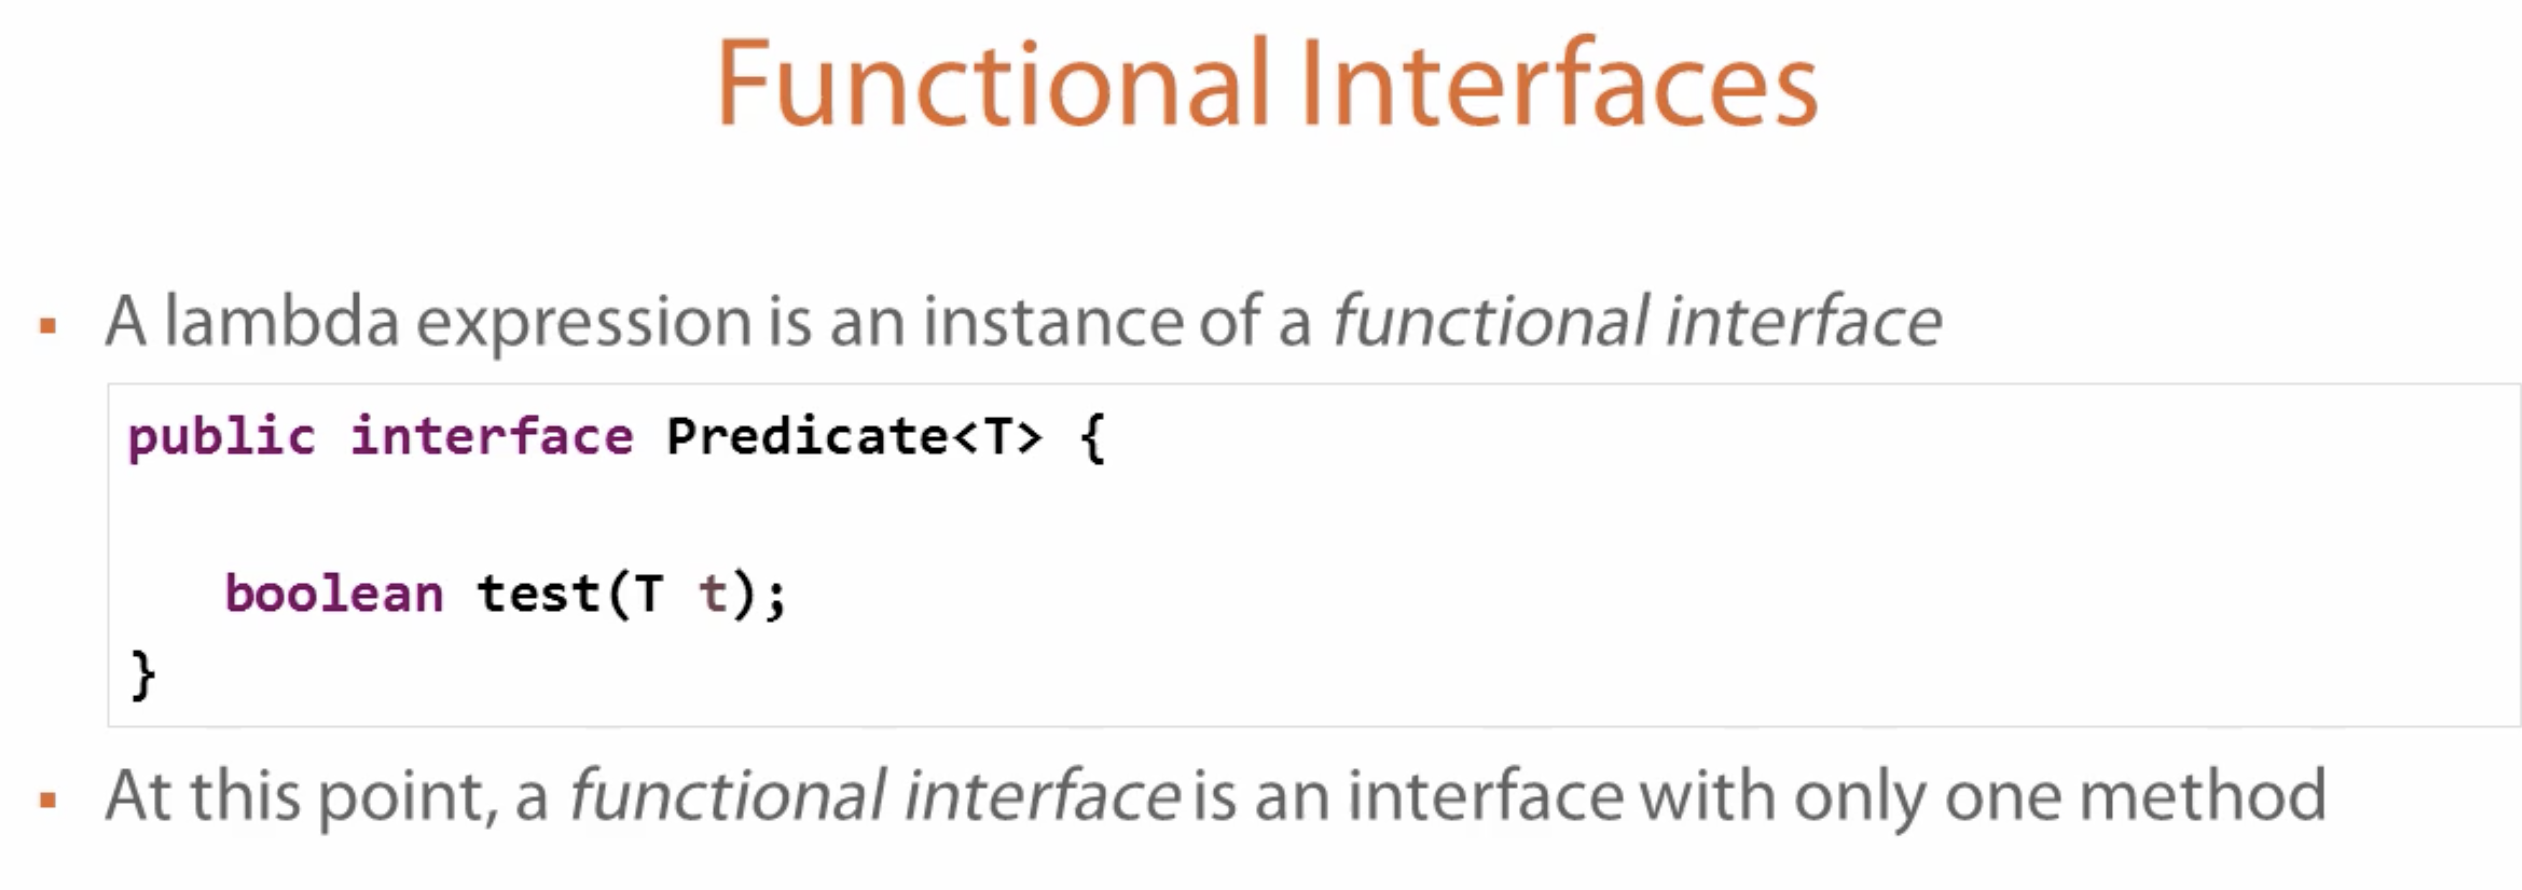 Functional Interfaces
▪ A lambda expression is an instance of a functional interface
public interface Predicate<T> {
boolean test(T t);
}
▪ At this point, a functional interface is an interface with only one method